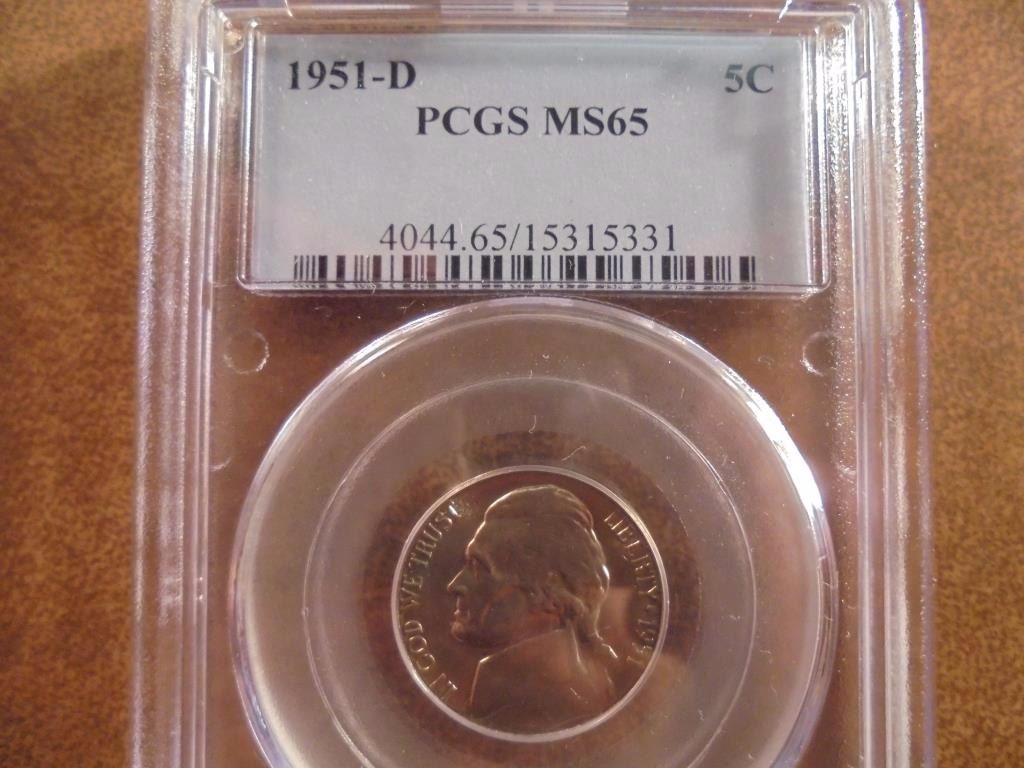 1951-D 5C
PCGS MS65
4044.65/15315331
IN GOD WE TRUST
LIBERTY * 1951